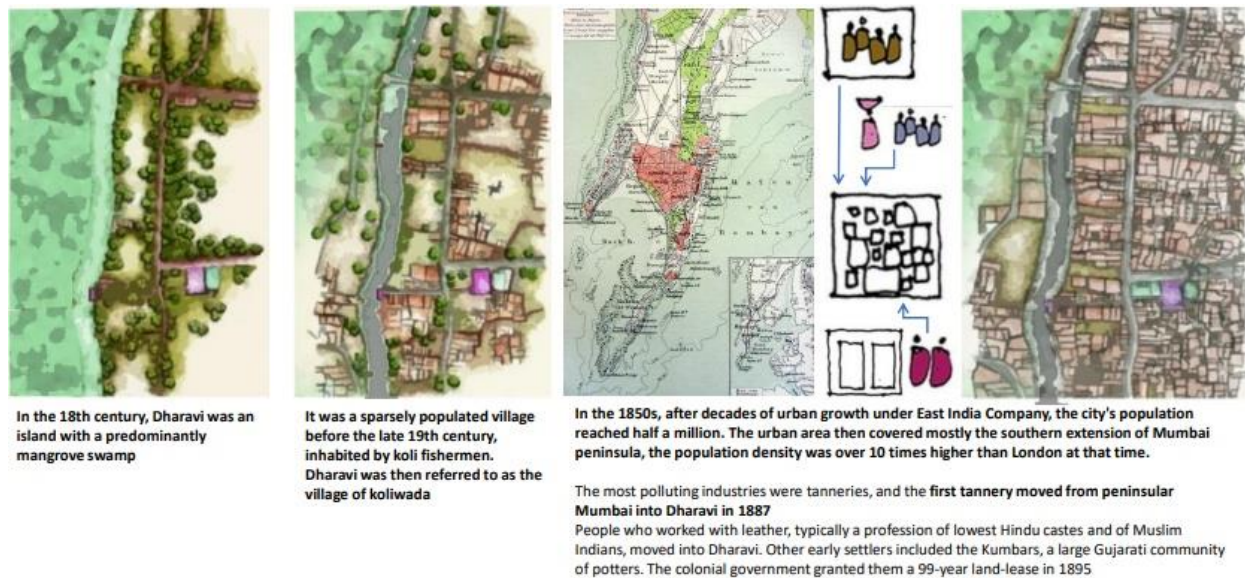 In the 18th century, Dharavi was an
island with a predominantly
mangrove swamp
It was a sparsely populated village
before the late 19th century,
inhabited by koli fishermen.
Dharavi was then referred to as the
village of koliwada
In the 1850s, after decades of urban growth under East India Company, the city's population
reached half a million. The urban area then covered mostly the southern extension of Mumbai
peninsula, the population density was over 10 times higher than London at that time.
The most polluting industries were tanneries, and the first tannery moved from peninsular
Mumbai into Dharavi in 1887
People who worked with leather, typically a profession of lowest Hindu castes and of Muslim
Indians, moved into Dharavi. Other early settlers included the Kumbars, a large Gujarati community
of potters. The colonial government granted them a 99-year land-lease in 1895